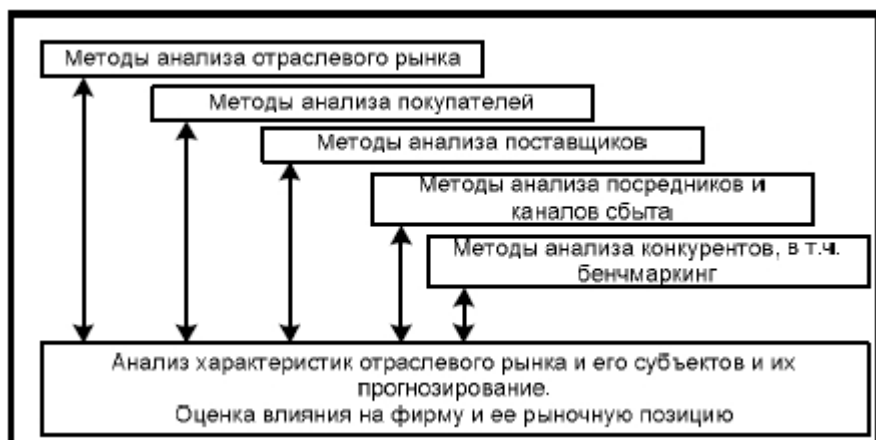 Методы анализа отраслевого рынка
Методы анализа покупателей
Методы анализа поставщиков
Методы анализа посредников и
каналов сбыта
Методы анализа конкурентов, в т.ч.
бенчмаркинг
Анализ характеристик отраслевого рынка и его субъектов и их
прогнозирование.
Оценка влияния на фирму и ее рыночную позицию